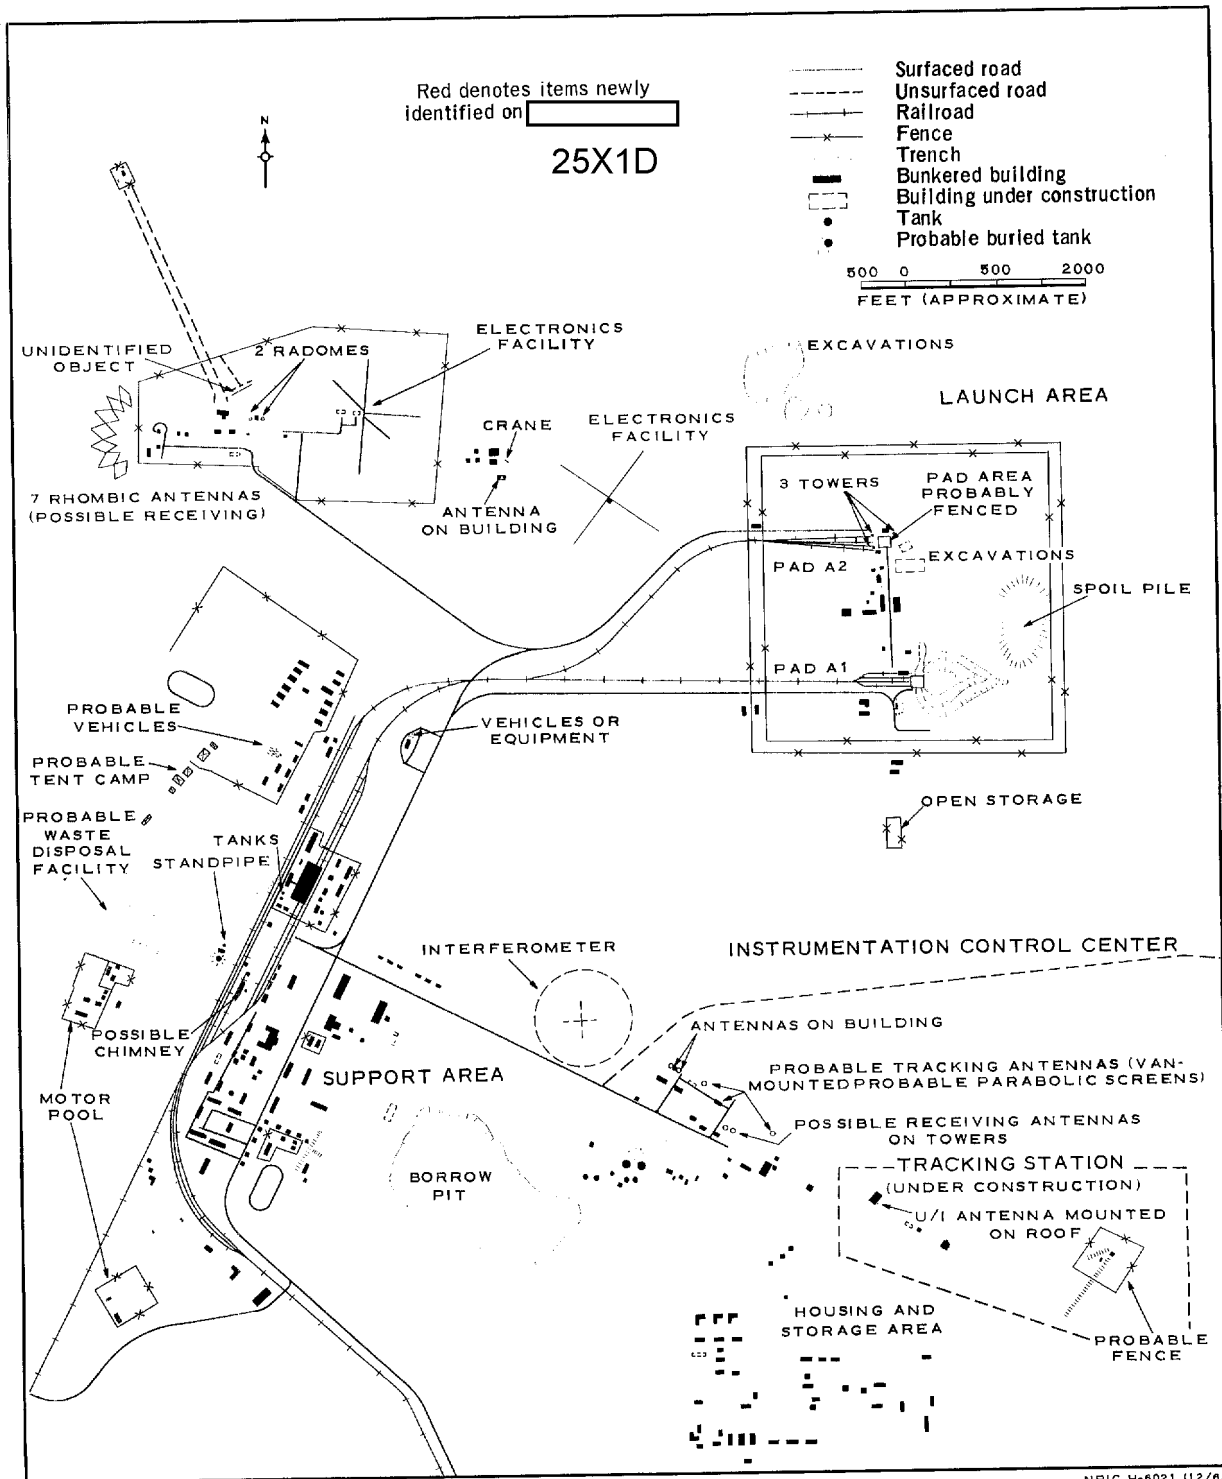 Red denotes items newly
identified on
25X1D
N
Surfaced road
Unsurfaced road
Railroad
Fence
Trench
Bunkered building
Building under construction
Tank
Probable buried tank
500 0 500 2000
FEET (APPROXIMATE)
UNIDENTIFIED
OBJECT
2 RADOMES
ELECTRONICS
FACILITY
EXCAVATIONS
LAUNCH AREA
CRANE
ELECTRONICS
FACILITY
7 RHOMBIC ANTENNAS
(POSSIBLE RECEIVING)
ANTENNA
ON BUILDING
3 TOWERS
PAD AREA
PROBABLY
FENCED
PAD A2
EXCAVATIONS
SPOIL PILE
PAD A1
PROBABLE
VEHICLES
VEHICLES OR
EQUIPMENT
PROBABLE
TENT CAMP
OPEN STORAGE
PROBABLE
WASTE
DISPOSAL
FACILITY
TANKS
STANDPIPE
INTERFEROMETER
INSTRUMENTATION CONTROL CENTER
ANTENNAS ON BUILDING
POSSIBLE
CHIMNEY
SUPPORT AREA
PROBABLE TRACKING ANTENNAS (VAN-
MOUNTED PROBABLE PARABOLIC SCREENS)
MOTOR
POOL
POSSIBLE RECEIVING ANTENNAS
ON TOWERS
BORROW
PIT
TRACKING STATION
(UNDER CONSTRUCTION)
U/I ANTENNA MOUNTED
ON ROOF
HOUSING AND
STORAGE AREA
PROBABLE
FENCE
NPIC H-6021 (12/6